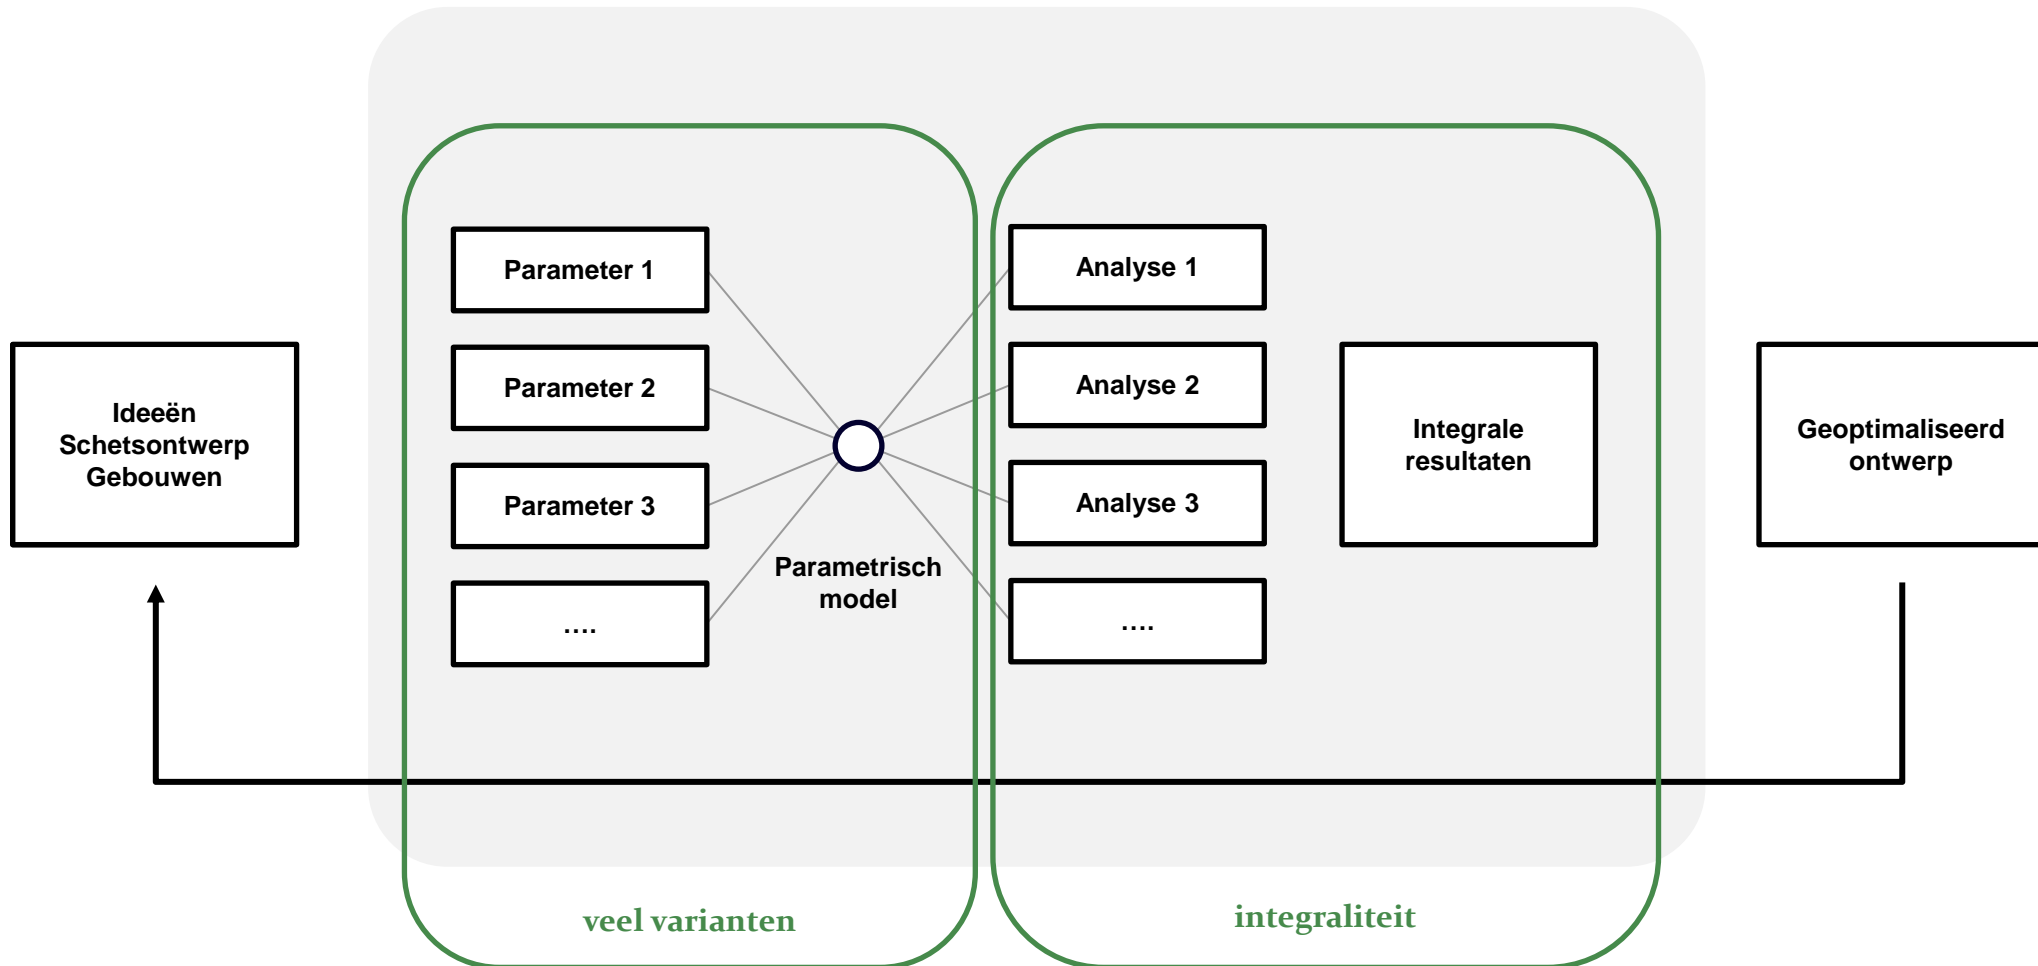 Ideeën
Schetsontwerp
Gebouwen
Parameter 1
Parameter 2
Parameter 3
....
Parametrisch
model
Analyse 1
Analyse 2
Analyse 3
....
Integrale
resultaten
Geoptimaliseerd
ontwerp
veel varianten
integraliteit